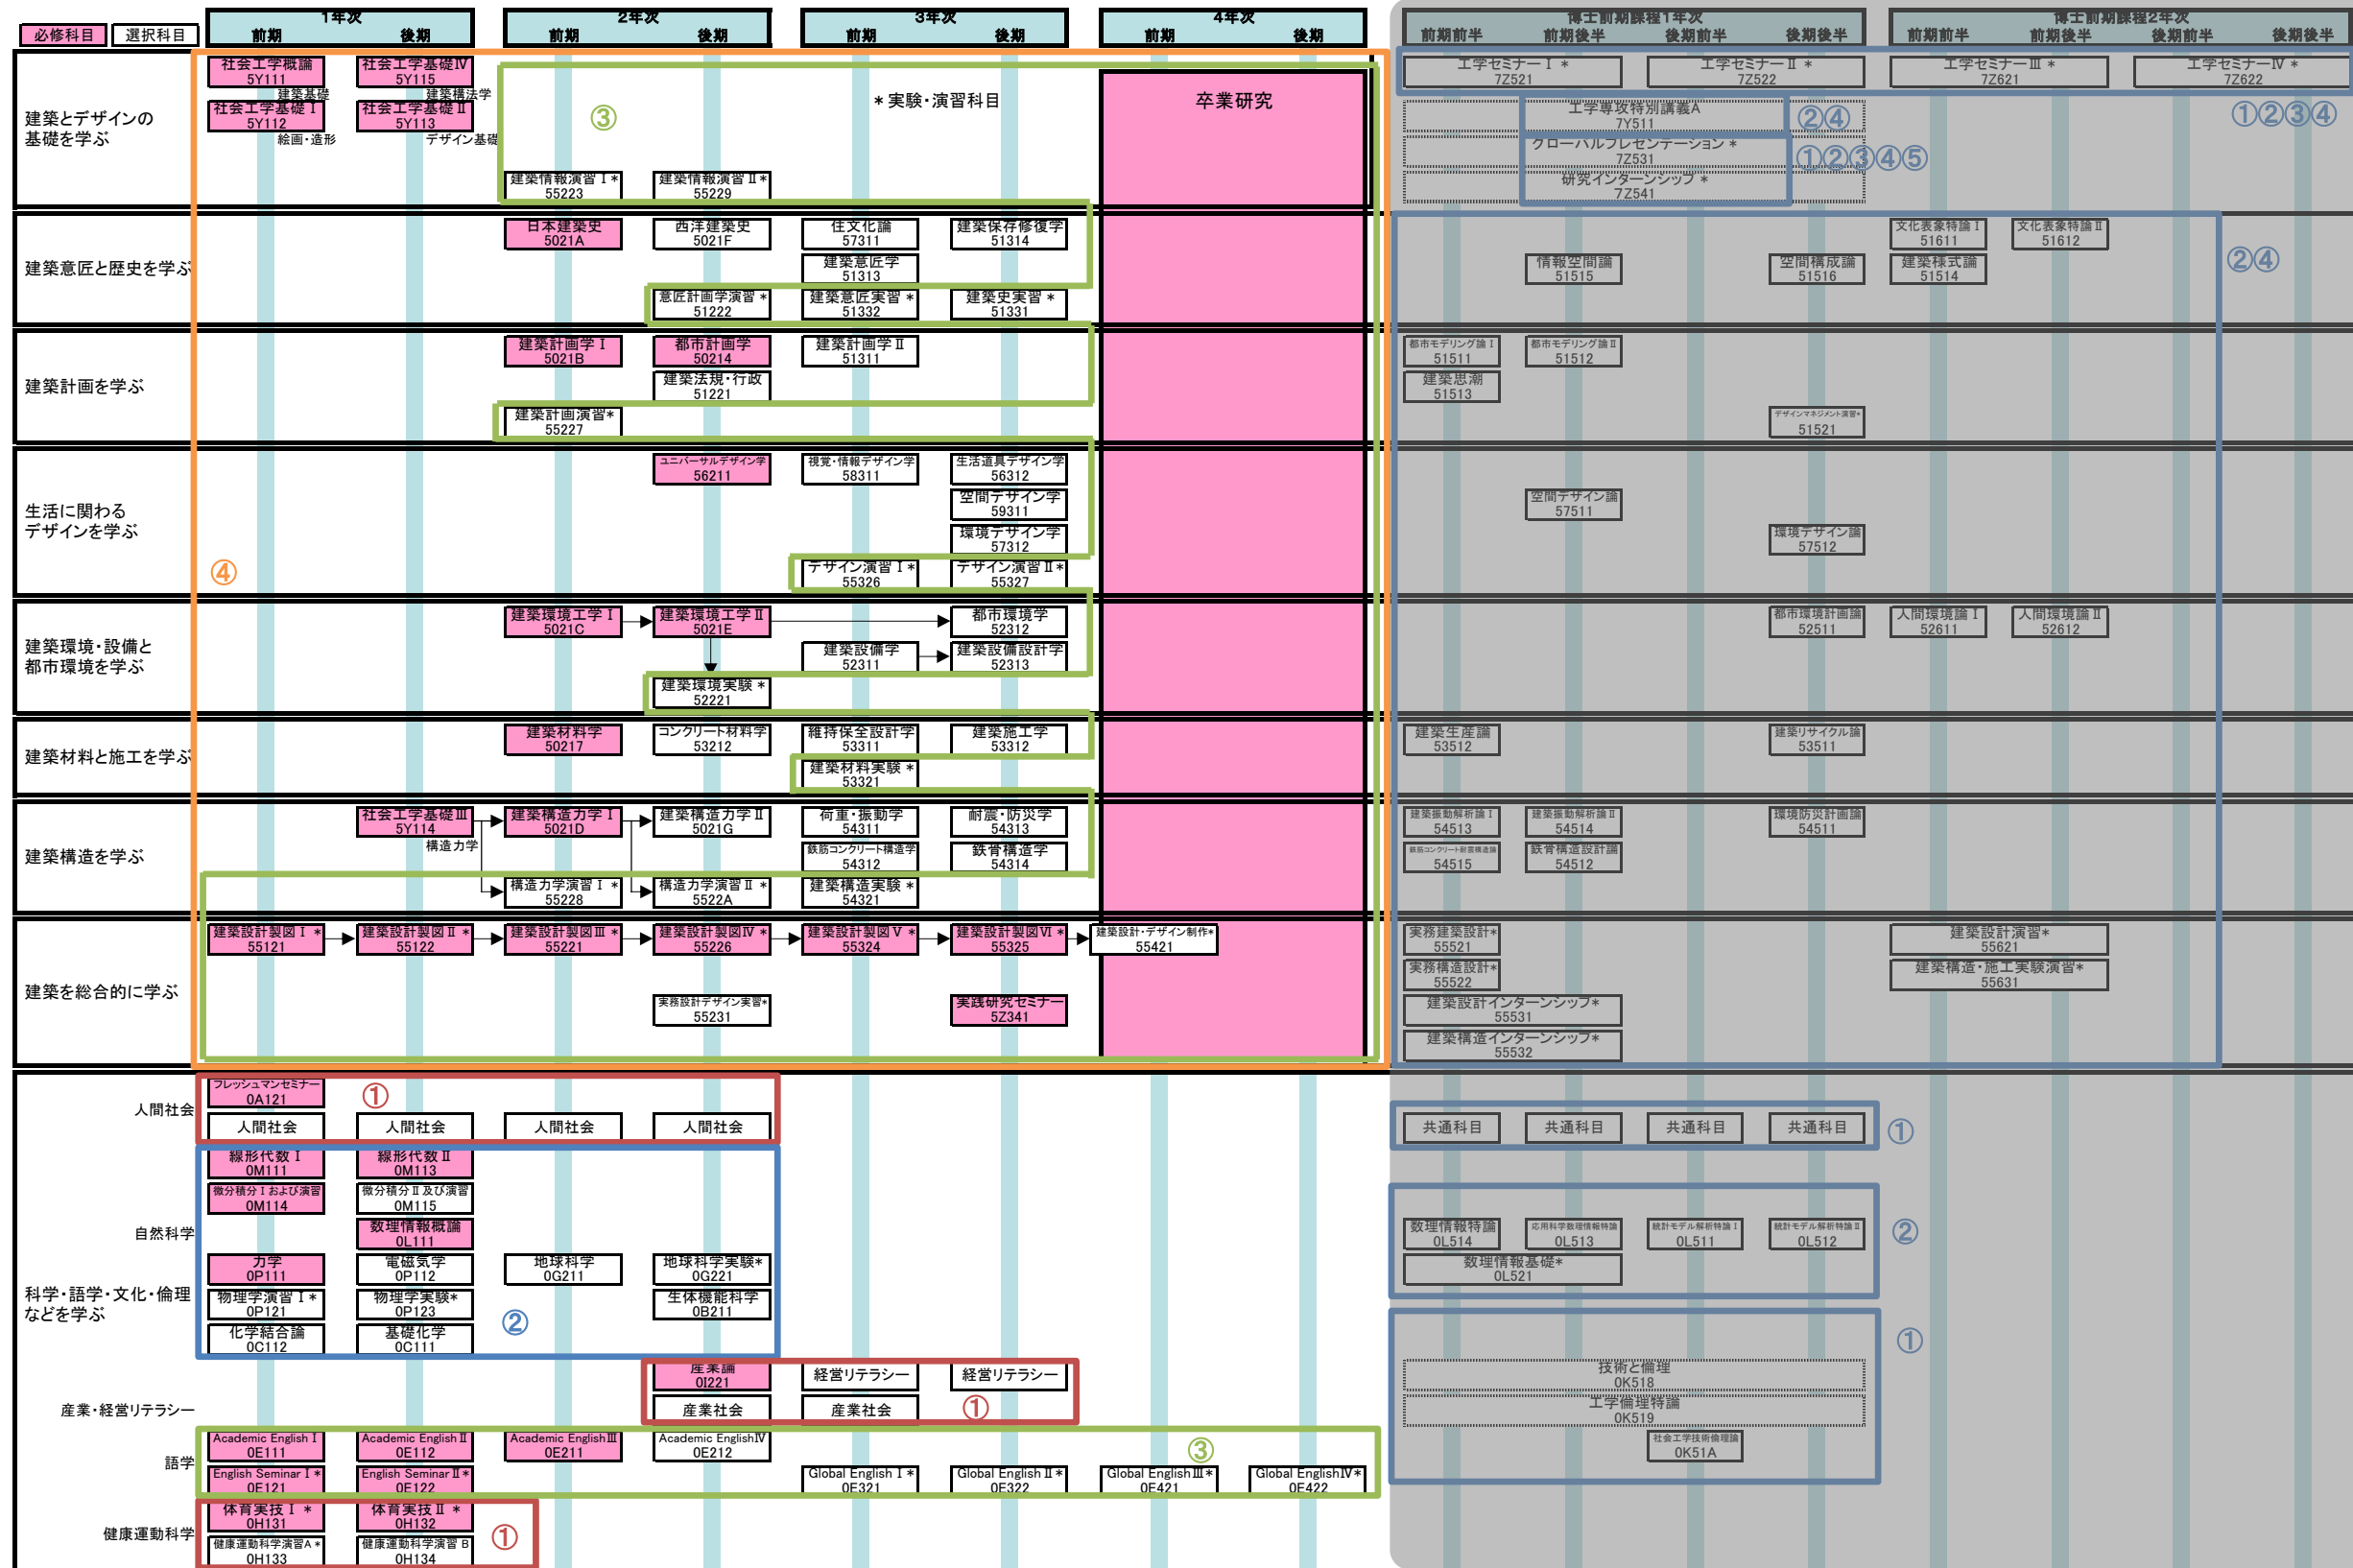 1年次
2年次
3年次
4年次
博士前期課程1年次
博士前期課程2年次
必修科目
選択科目
前期
後期
前期
後期
前期
後期
前期
後期
前期前半
前期後半
後期前半
後期後半
前期前半
前期後半
後期前半
後期後半
建築とデザインの
基礎を学ぶ
社会工学概論
5Y111
建築基礎
社会工学基礎Ⅳ
5Y115
建築構法学
社会工学基礎Ⅰ
5Y112
絵画・造形
社会工学基礎Ⅱ
5Y113
デザイン基礎
③
＊実験・演習科目
卒業研究
建築情報演習Ⅰ*
55223
建築情報演習Ⅱ*
55229
工学セミナーⅠ *
7Z521
工学セミナーⅡ *
7Z522
工学セミナーⅢ *
7Z621
工学セミナーⅣ *
7Z622
工学専攻特別講義A
7Y511
②④
①②③④
グローバルプレゼンテーション *
7Z531
①②③④⑤
研究インターンシップ *
7Z541
建築意匠と歴史を学ぶ
日本建築史
5021A
西洋建築史
5021F
住文化論
57311
建築保存修復学
51314
建築意匠学
51313
意匠計画学演習 *
51222
建築意匠実習 *
51332
建築史実習 *
51331
文化表象特論Ⅰ
51611
文化表象特論Ⅱ
51612
情報空間論
51515
空間構成論
51516
建築様式論
51514
②④
建築計画を学ぶ
建築計画学Ⅰ
5021B
都市計画学
50214
建築計画学Ⅱ
51311
建築法規・行政
51221
建築計画演習*
55227
都市モデリング論Ⅰ
51511
都市モデリング論Ⅱ
51512
建築思潮
51513
デザインマネジメント演習*
51521
生活に関わる
デザインを学ぶ
ユニバーサルデザイン学
56211
視覚・情報デザイン学
58311
生活道具デザイン学
56312
空間デザイン学
59311
環境デザイン学
57312
デザイン演習Ⅰ*
55326
デザイン演習Ⅱ*
55327
空間デザイン論
57511
環境デザイン論
57512
④
建築環境・設備と
都市環境を学ぶ
建築環境工学Ⅰ
5021C
建築環境工学Ⅱ
5021E
都市環境学
52312
建築設備学
52311
建築設備設計学
52313
建築環境実験 *
52221
都市環境計画論
52511
人間環境論Ⅰ
52611
人間環境論Ⅱ
52612
建築材料と施工を学ぶ
建築材料学
50217
コンクリート材料学
53212
維持保全設計学
53311
建築施工学
53312
建築材料実験 *
53321
建築生産論
53512
建築リサイクル論
53511
建築構造を学ぶ
社会工学基礎Ⅲ
5Y114
構造力学
建築構造力学Ⅰ
5021D
建築構造力学Ⅱ
5021G
荷重・振動学
54311
耐震・防災学
54313
鉄筋コンクリート構造学
54312
鉄骨構造学
54314
構造力学演習Ⅰ *
55228
構造力学演習Ⅱ *
5522A
建築構造実験 *
54321
建築振動解析論Ⅰ
54513
建築振動解析論Ⅱ
54514
環境防災計画論
54511
鉄筋コンクリート耐震構造論
54515
鉄骨構造設計論
54512
建築を総合的に学ぶ
建築設計製図Ⅰ *
55121
建築設計製図Ⅱ *
55122
建築設計製図Ⅲ *
55221
建築設計製図Ⅳ *
55226
建築設計製図Ⅴ *
55324
建築設計製図Ⅵ *
55325
建築設計・デザイン制作*
55421
実務設計デザイン実習*
55231
実践研究セミナー
5Z341
実務建築設計*
55521
実務構造設計*
55522
建築設計インターンシップ*
55531
建築構造インターンシップ*
55532
建築設計演習*
55621
建築構造・施工実験演習*
55631
科学・語学・文化・倫理
などを学ぶ
人間社会
フレッシュマンセミナー
0A121
①
人間社会
人間社会
人間社会
人間社会
共通科目
共通科目
共通科目
共通科目
①
自然科学
線形代数Ⅰ
0M111
線形代数Ⅱ
0M113
微分積分Ⅰおよび演習
0M114
微分積分Ⅱ及び演習
0M115
数理情報概論
0L111
力学
0P111
電磁気学
0P112
地球科学
0G211
地球科学実験*
0G221
物理学演習Ⅰ*
0P121
物理学実験*
0P123
生体機能科学
0B211
化学結合論
0C112
基礎化学
0C111
②
数理情報特論
0L514
応用科学数理情報特論
0L513
統計モデル解析特論Ⅰ
0L511
統計モデル解析特論Ⅱ
0L512
数理情報基礎*
0L521
②
産業・経営リテラシー
産業論
0I221
経営リテラシー
経営リテラシー
産業社会
産業社会
①
技術と倫理
0K518
工学倫理特論
0K519
社会工学技術倫理論
0K51A
①
語学
Academic EnglishⅠ
0E111
Academic EnglishⅡ
0E112
Academic EnglishⅢ
0E211
Academic EnglishⅣ
0E212
③
English SeminarⅠ*
0E121
English SeminarⅡ*
0E122
Global EnglishⅠ*
0E321
Global EnglishⅡ*
0E322
Global EnglishⅢ*
0E421
Global EnglishⅣ*
0E422
健康運動科学
体育実技Ⅰ *
0H131
体育実技Ⅱ *
0H132
健康運動科学演習A *
0H133
健康運動科学演習 B
0H134
①